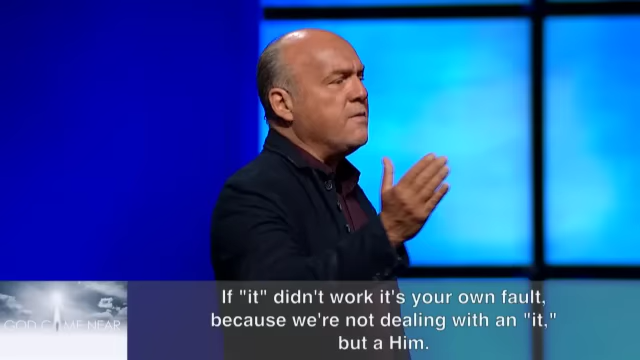 If "it" didn't work it's your own fault,
because we're not dealing with an "it,"
but a Him.
GOD CAME NEAR